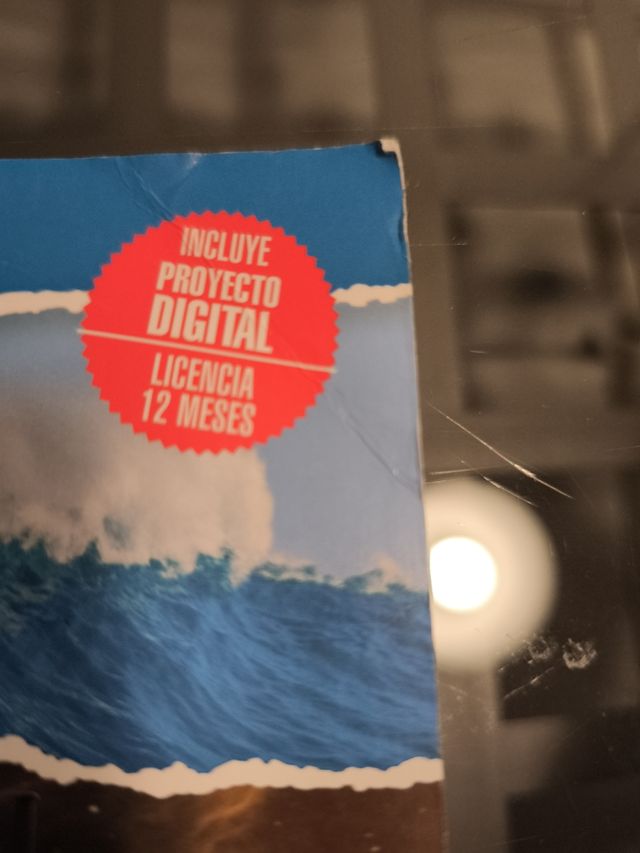 INCLUYE
PROYECTO
DIGITAL
LICENCIA
12 MESES